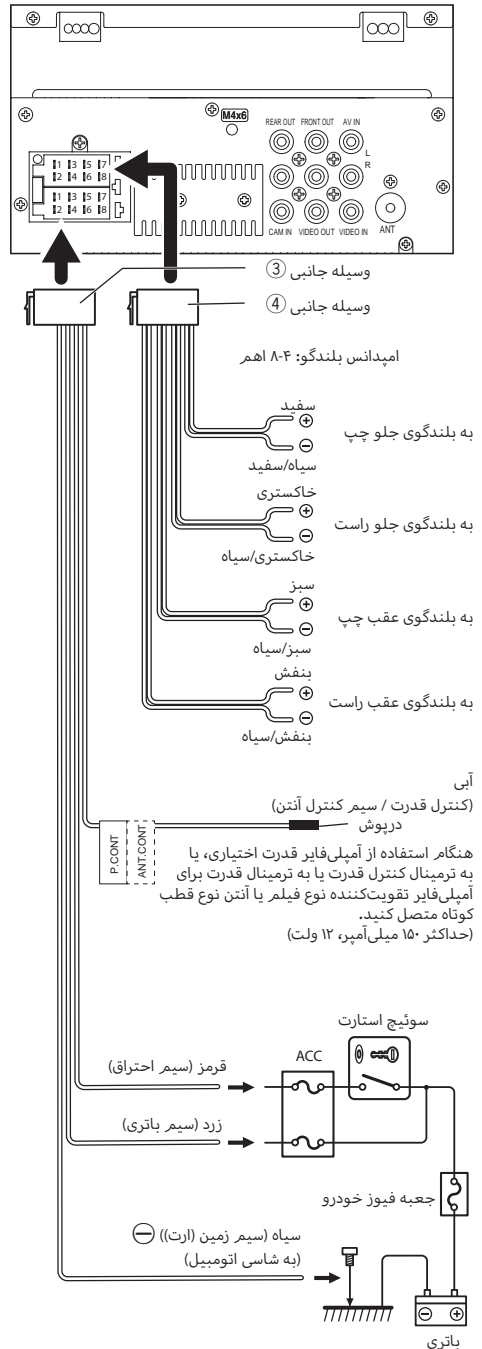 M4x6
REAR OUT FRONT OUT AV IN
L
R
1 3 5 7
2 4 6 8
1 3 5 7
2 4 6 8
CAM IN VIDEO OUT VIDEO IN
ANT
وسیله جانبی ③
وسیله جانبی ④
امپدانس بلندگو: ۴-۸ اهم
سفید
⊕
به بلندگوی جلو چپ
⊖
سیاه/سفید
خاکستری
⊕
به بلندگوی جلو راست
⊖
خاکستری/سیاه
سبز
⊕
به بلندگوی عقب چپ
⊖
سبز/سیاه
بنفش
⊕
به بلندگوی عقب راست
⊖
بنفش/سیاه
آبی
(کنترل قدرت / سیم کنترل آنتن)
درپوش
P.CONT
ANT.CONT
هنگام استفاده از آمپلی‌فایر قدرت اختیاری، یا
به ترمینال کنترل قدرت یا به ترمینال قدرت برای
آمپلی‌فایر تقویت‌کننده نوع فیلم یا آنتن نوع قطب
کوتاه متصل کنید.
(حداکثر ۱۵۰ میلی‌آمپر، ۱۲ ولت)
سوئیچ استارت
ACC
قرمز (سیم احتراق)
زرد (سیم باتری)
جعبه فیوز خودرو
سیاه (سیم زمین (ارت)) ⊖
(به شاسی اتومبیل)
⊖ ⊕
باتری